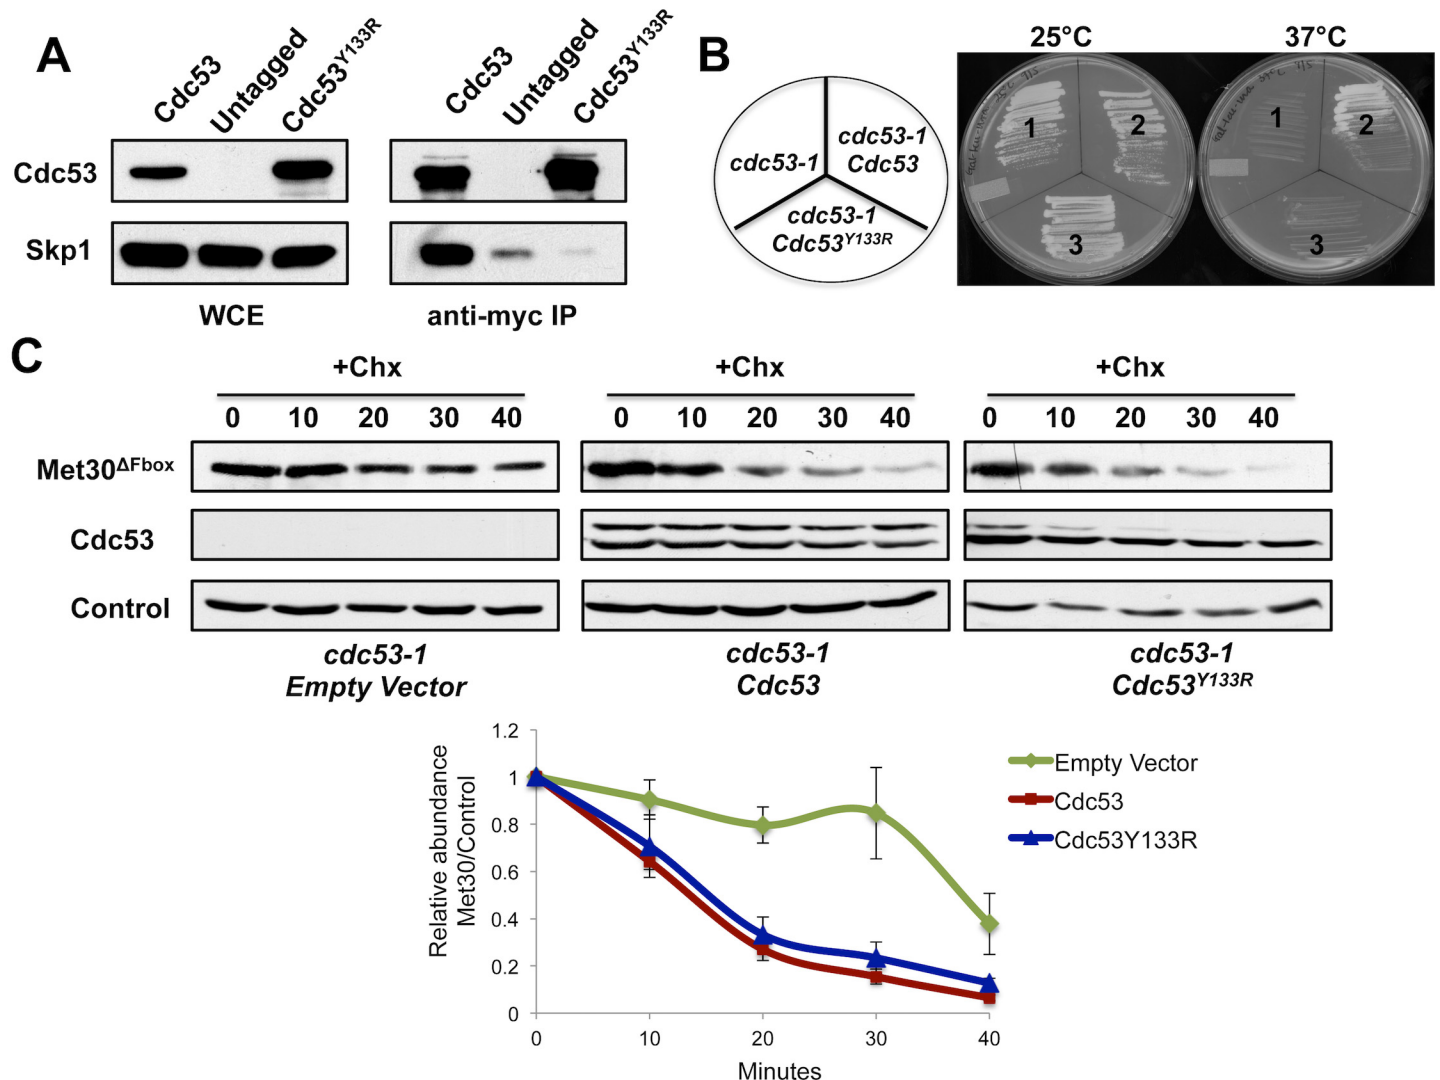 A
Cdc53
Untagged
Cdc53Y133R
Cdc53
Untagged
Cdc53Y133R
Cdc53
Skp1
WCE
anti-myc IP
B
cdc53-1
cdc53-1
Cdc53
cdc53-1
Cdc53Y133R
25°C
37°C
1
2
3
1
2
3
C
+Chx
+Chx
+Chx
0 10 20 30 40
0 10 20 30 40
0 10 20 30 40
Met30ΔFbox
Cdc53
Control
cdc53-1
Empty Vector
cdc53-1
Cdc53
cdc53-1
Cdc53Y133R
Relative abundance
Met30/Control
1.2
1
0.8
0.6
0.4
0.2
0
0 10 20 30 40
Minutes
Empty Vector
Cdc53
Cdc53Y133R